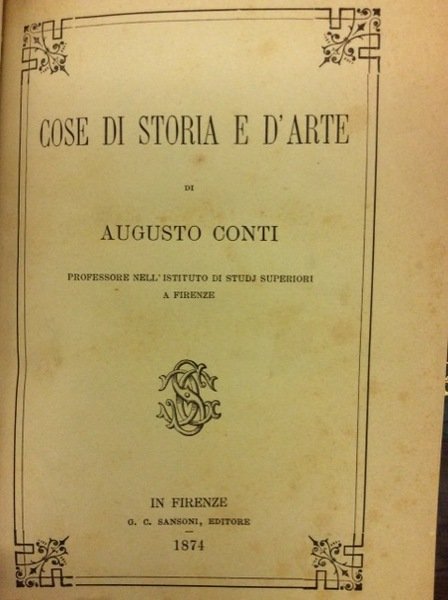 COSE DI STORIA E D'ARTE
DI
AUGUSTO CONTI
PROFESSORE NELL'ISTITUTO DI STUDJ SUPERIORI
A FIRENZE
IN FIRENZE
G. C. SANSONI, EDITORE
1874